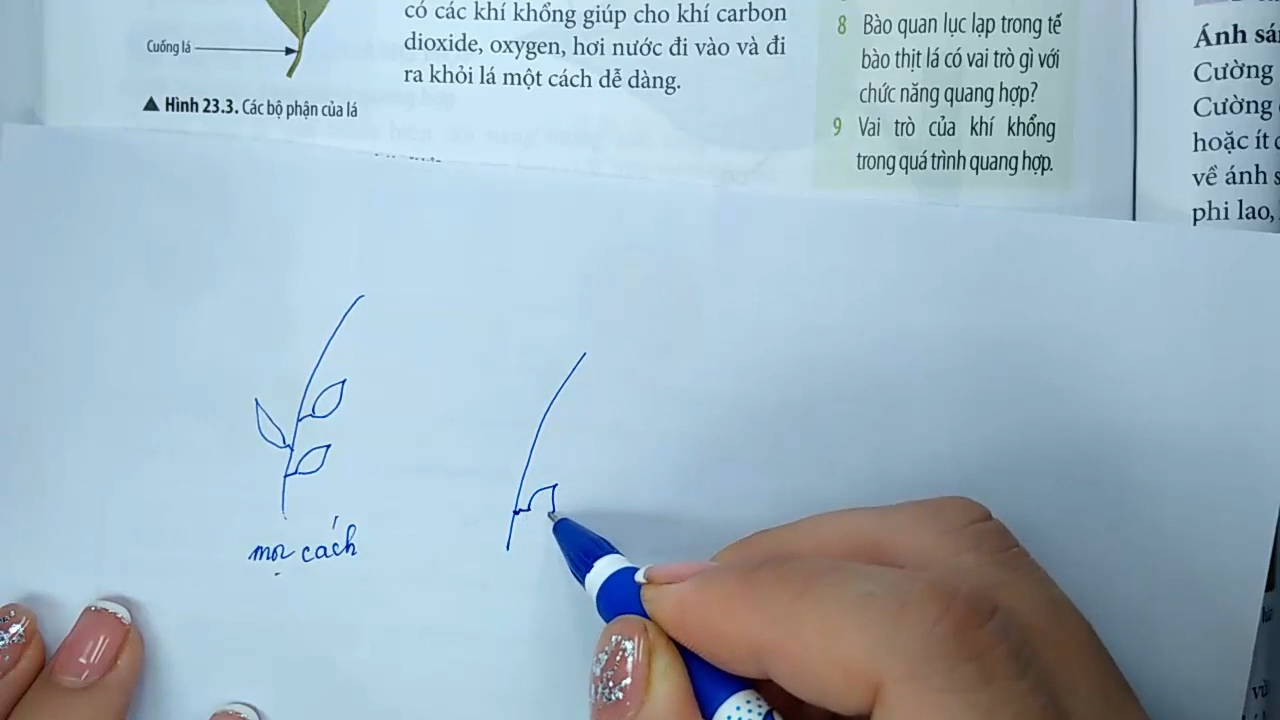 Cuống lá
▲ Hình 23.3. Các bộ phận của lá
có các khí khổng giúp cho khí carbon
dioxide, oxygen, hơi nước đi vào và đi
ra khỏi lá một cách dễ dàng.
8 Bào quan lục lạp trong tế
bào thịt lá có vai trò gì với
chức năng quang hợp?
9 Vai trò của khí khổng
trong quá trình quang hợp.
Ánh
Cường
Cường
hoặc ít
về ánh
phi lao,
mọc cách